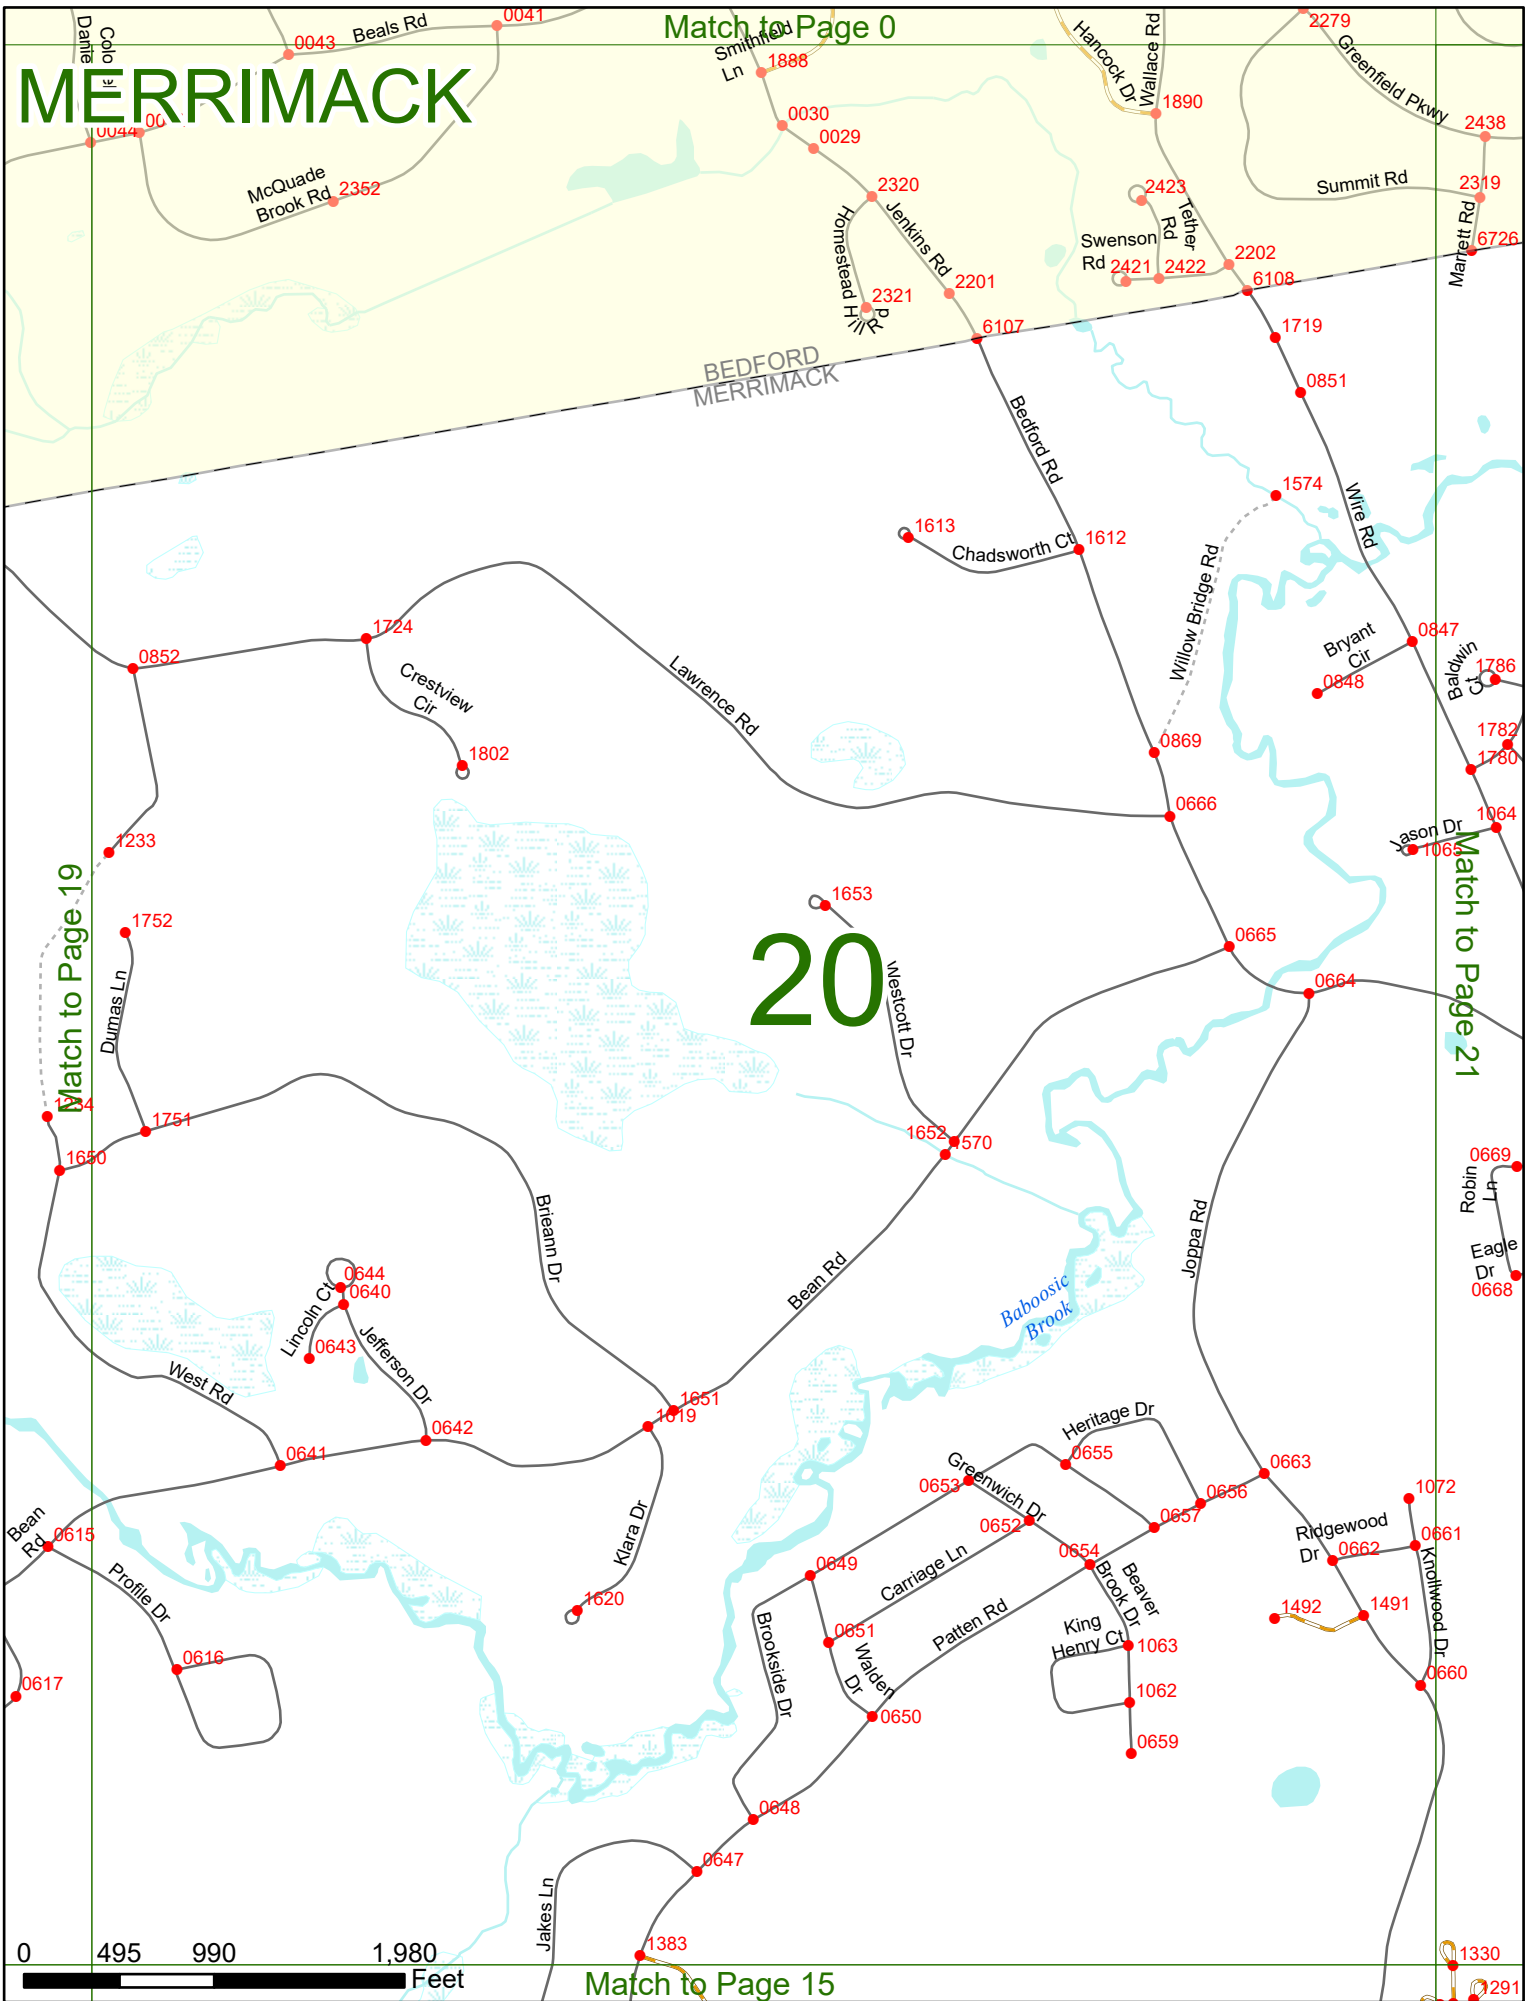 Match to Page 0
MERRIMACK
Beals Rd
0041
0043
Smithfield
Ln
1888
Hancock Dr
Wallace Rd
1890
2279
Greenfield Pkwy
2438
0044
0030
0029
McQuade
Brook Rd
2352
2320
Jenkins Rd
Homestead Hill
Rd
2321
2201
2423
Tether
Rd
Swenson
Rd
2421
2422
2202
Summit Rd
2319
Marrett Rd
6726
6108
6107
1719
BEDFORD
MERRIMACK
0851
Bedford Rd
1574
Wire Rd
1613
Chadsworth Ct
1612
Willow Bridge Rd
1724
0852
Crestview
Cir
1802
Lawrence Rd
Bryant
Cir
0847
0848
Baldwin
Ct
1786
1782
1780
0869
0666
1064
Jason Dr
1065
1233
Match to Page 19
1752
Dumas Ln
1653
20
Westcott Dr
0665
0664
Match to Page 21
1234
1751
1650
1652
1570
0669
Robin
Ln
Eagle
Dr
0668
Brieann Dr
Joppa Rd
Bean Rd
0644
0640
Lincoln Ct
0643
Jefferson Dr
Baboosic
Brook
West Rd
1651
1619
0642
0641
Heritage Dr
0655
0663
Greenwich Dr
0653
0656
1072
0652
0657
Bean
Rd
0615
Klara Dr
Ridgewood
Dr
0662
0661
Knollwood Dr
0654
Beaver
Brook Dr
0649
Carriage Ln
Profile Dr
1620
1492
1491
Patten Rd
King
Henry Ct
1063
0651
Walden
Dr
Brookside Dr
0616
0617
0660
1062
0650
0659
0648
0647
Jakes Ln
1383
1330
1291
0 495 990 1,980
Feet
Match to Page 15